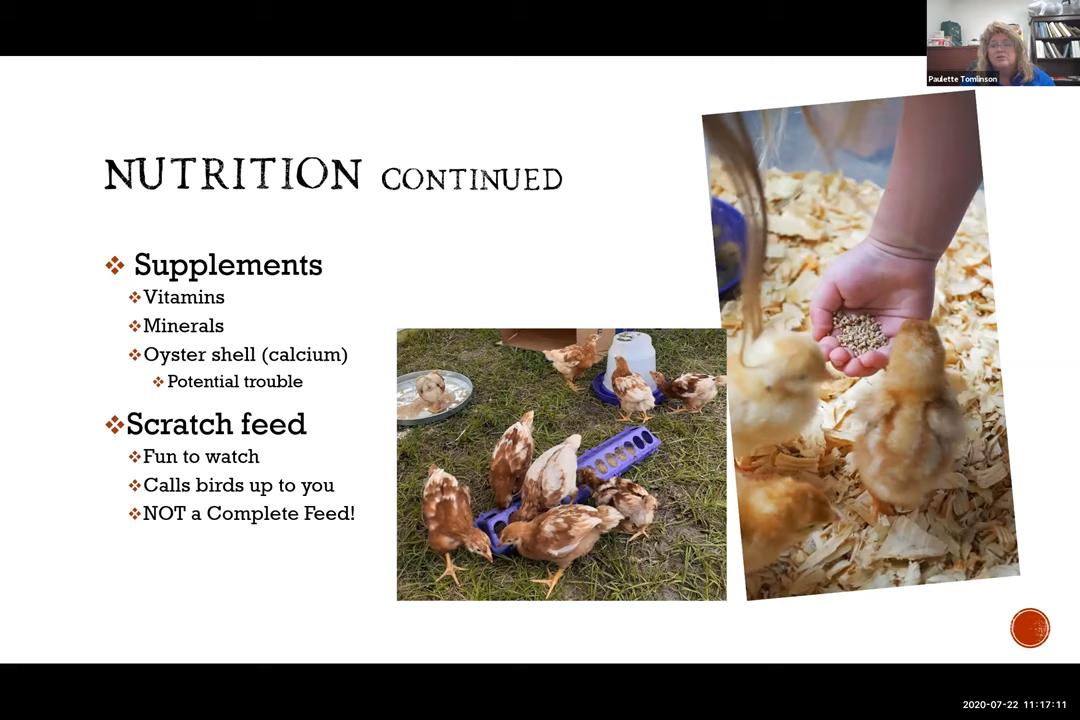 Paulette Tomlinson
NUTRITION CONTINUED
Supplements
Vitamins
Minerals
Oyster shell (calcium)
Potential trouble
Scratch feed
Fun to watch
Calls birds up to you
NOT a Complete Feed!
2020-07-22 11:17:11